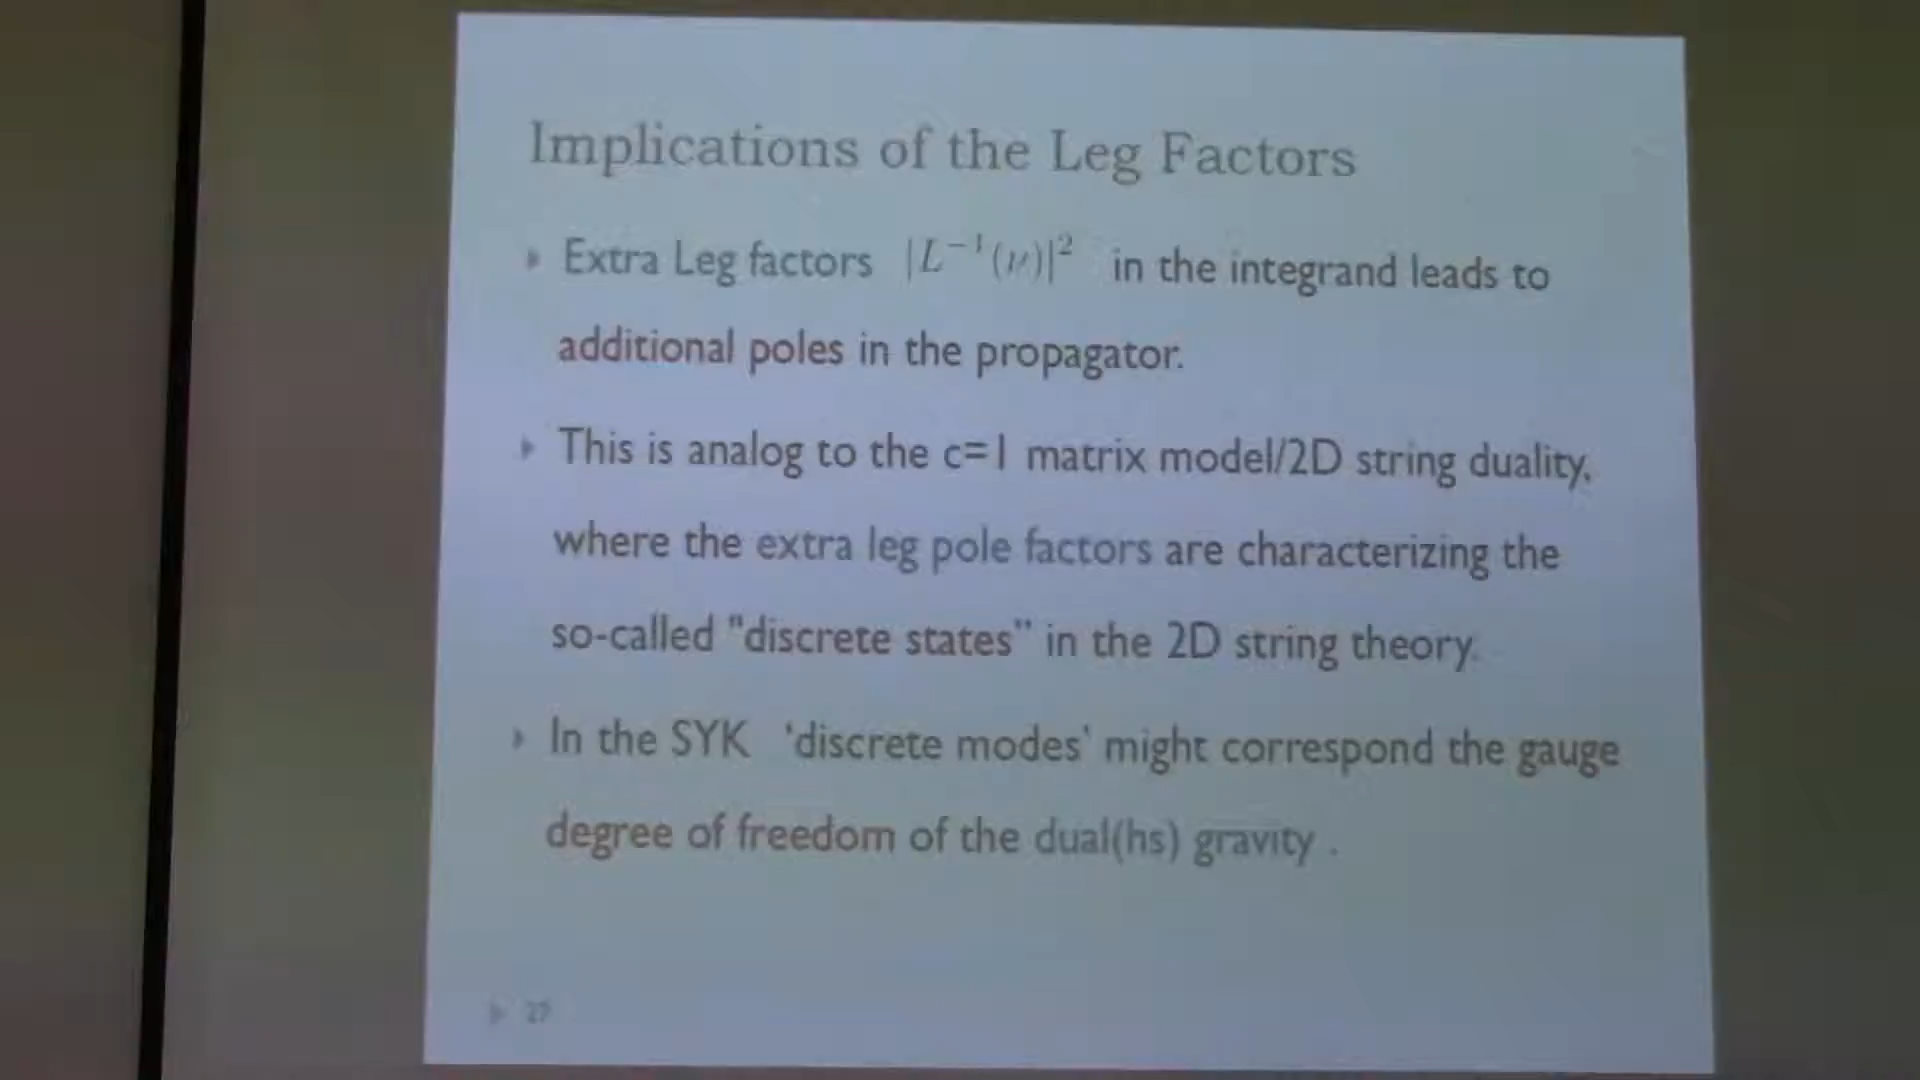 Implications of the Leg Factors
Extra Leg factors |L⁻¹(ν)|² in the integrand leads to
additional poles in the propagator.
This is analog to the c=1 matrix model/2D string duality,
where the extra leg pole factors are characterizing the
so-called "discrete states" in the 2D string theory.
In the SYK 'discrete modes' might correspond the gauge
degree of freedom of the dual(hs) gravity .
27